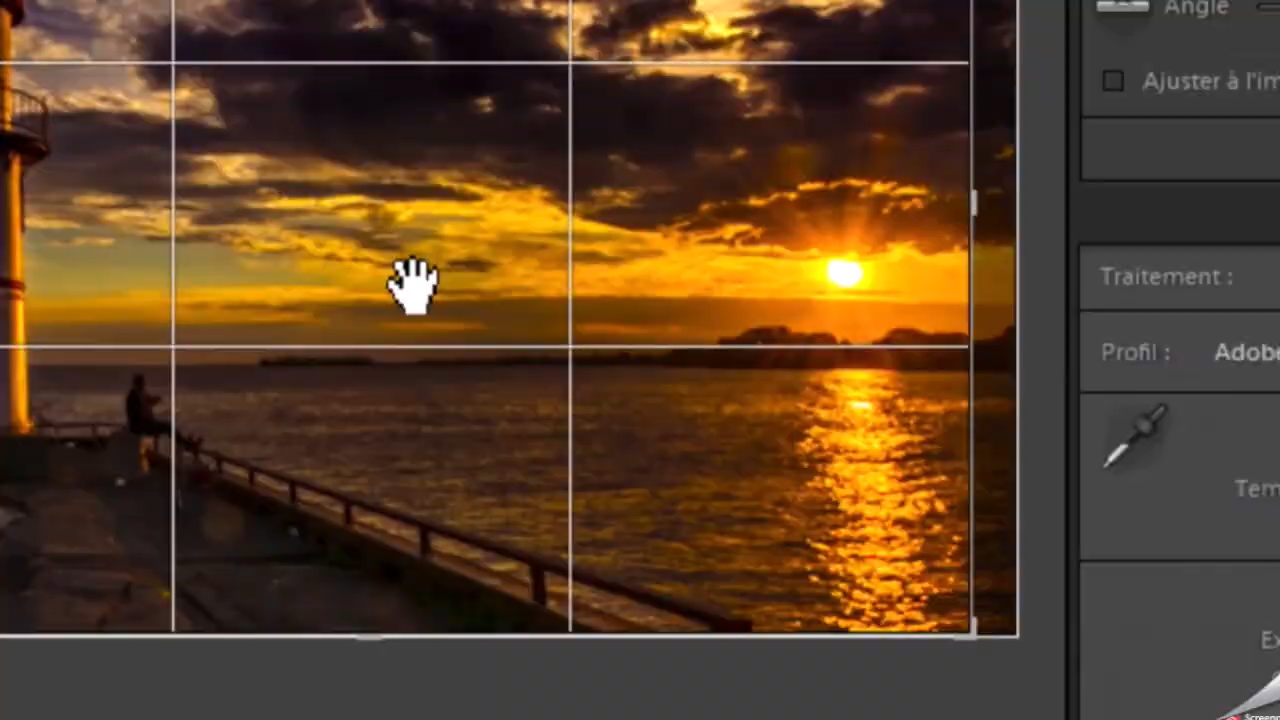 Angle
Ajuster à l'im
Traitement :
Profil : Adobe
Tem
Ex